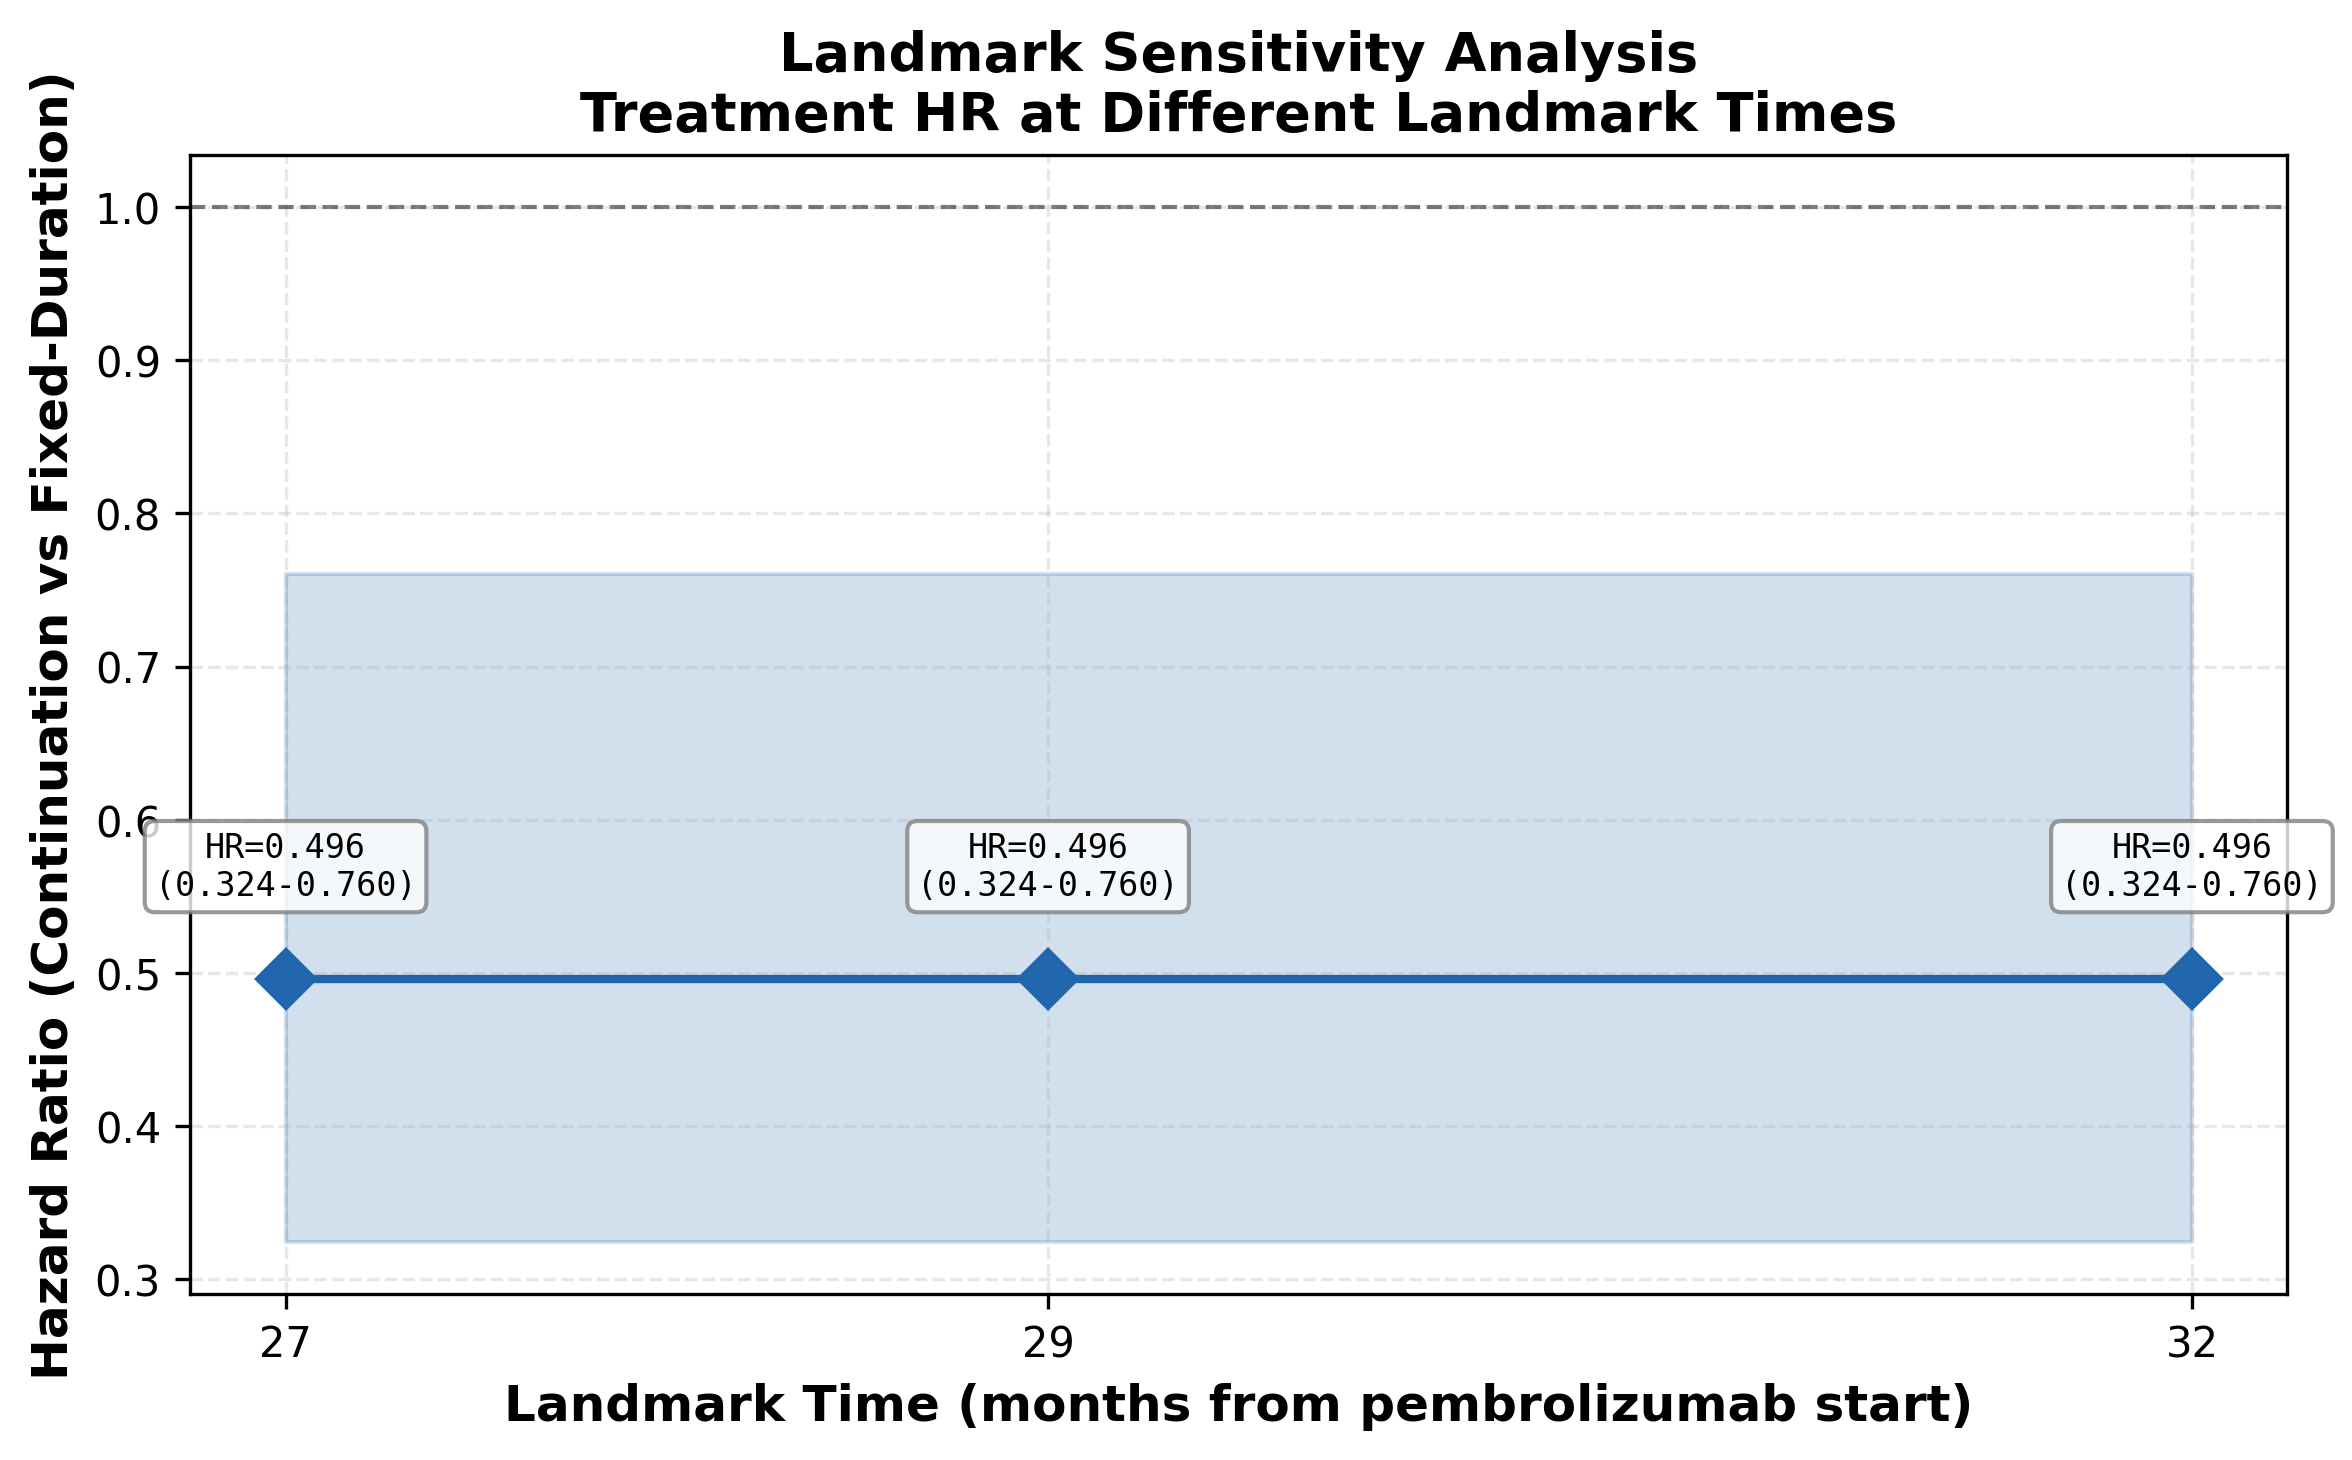 Landmark Sensitivity Analysis
Treatment HR at Different Landmark Times
Hazard Ratio (Continuation vs Fixed-Duration)
1.0
0.9
0.8
0.7
0.6
0.5
0.4
0.3
HR=0.496
(0.324-0.760)
HR=0.496
(0.324-0.760)
HR=0.496
(0.324-0.760)
27
29
32
Landmark Time (months from pembrolizumab start)